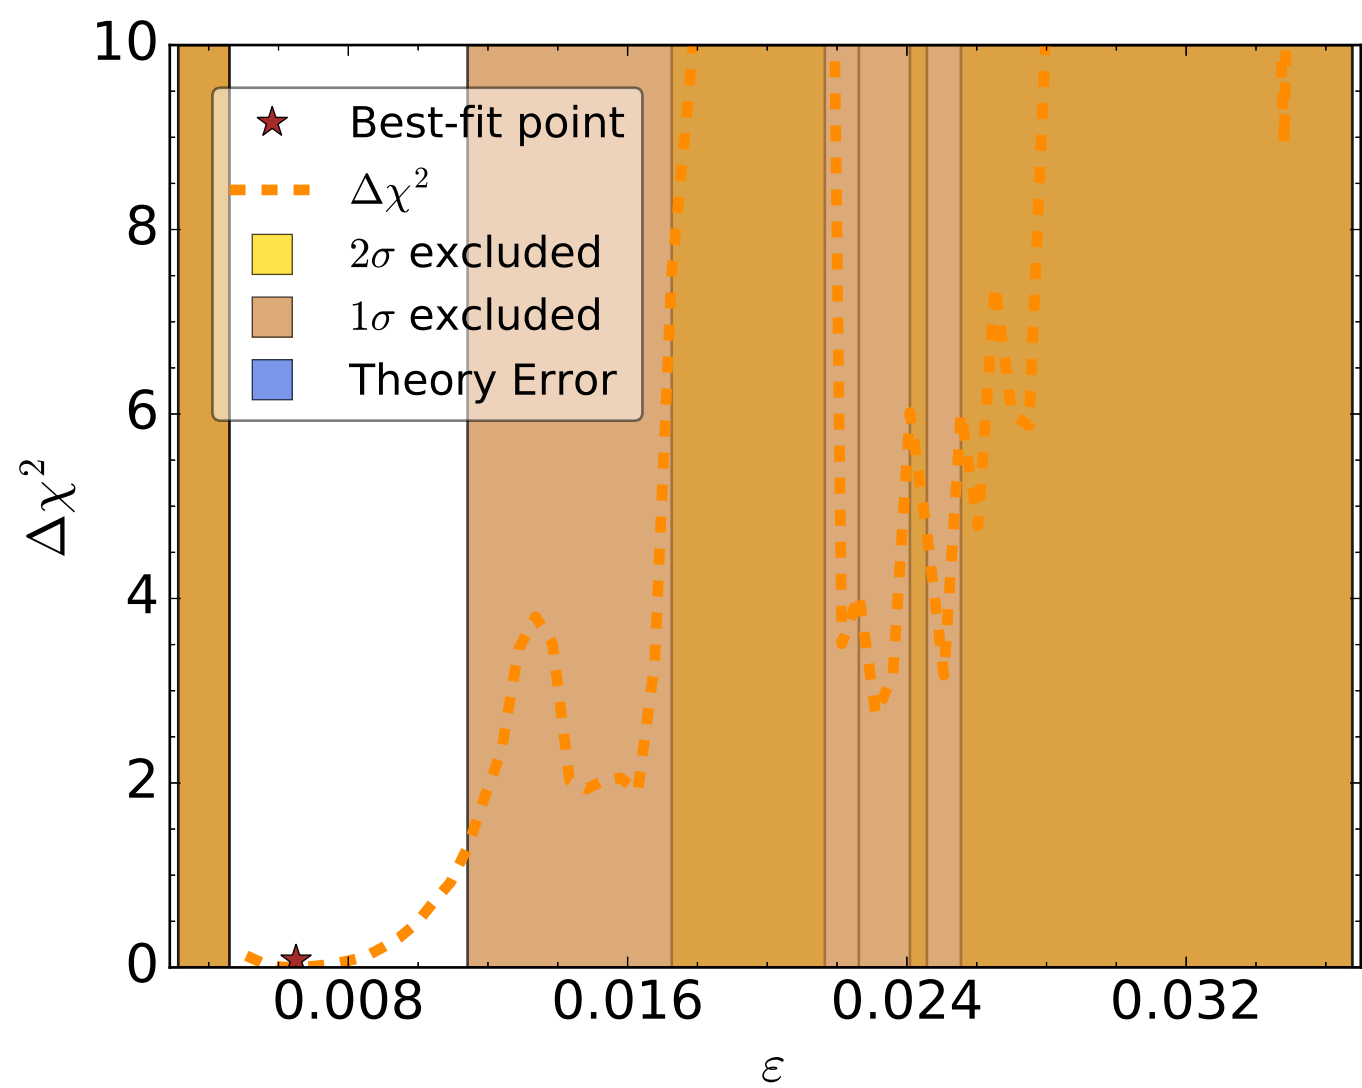 10
8
6
4
2
0
Δχ²
Best-fit point
Δχ²
2σ excluded
1σ excluded
Theory Error
0.008
0.016
0.024
0.032
ε